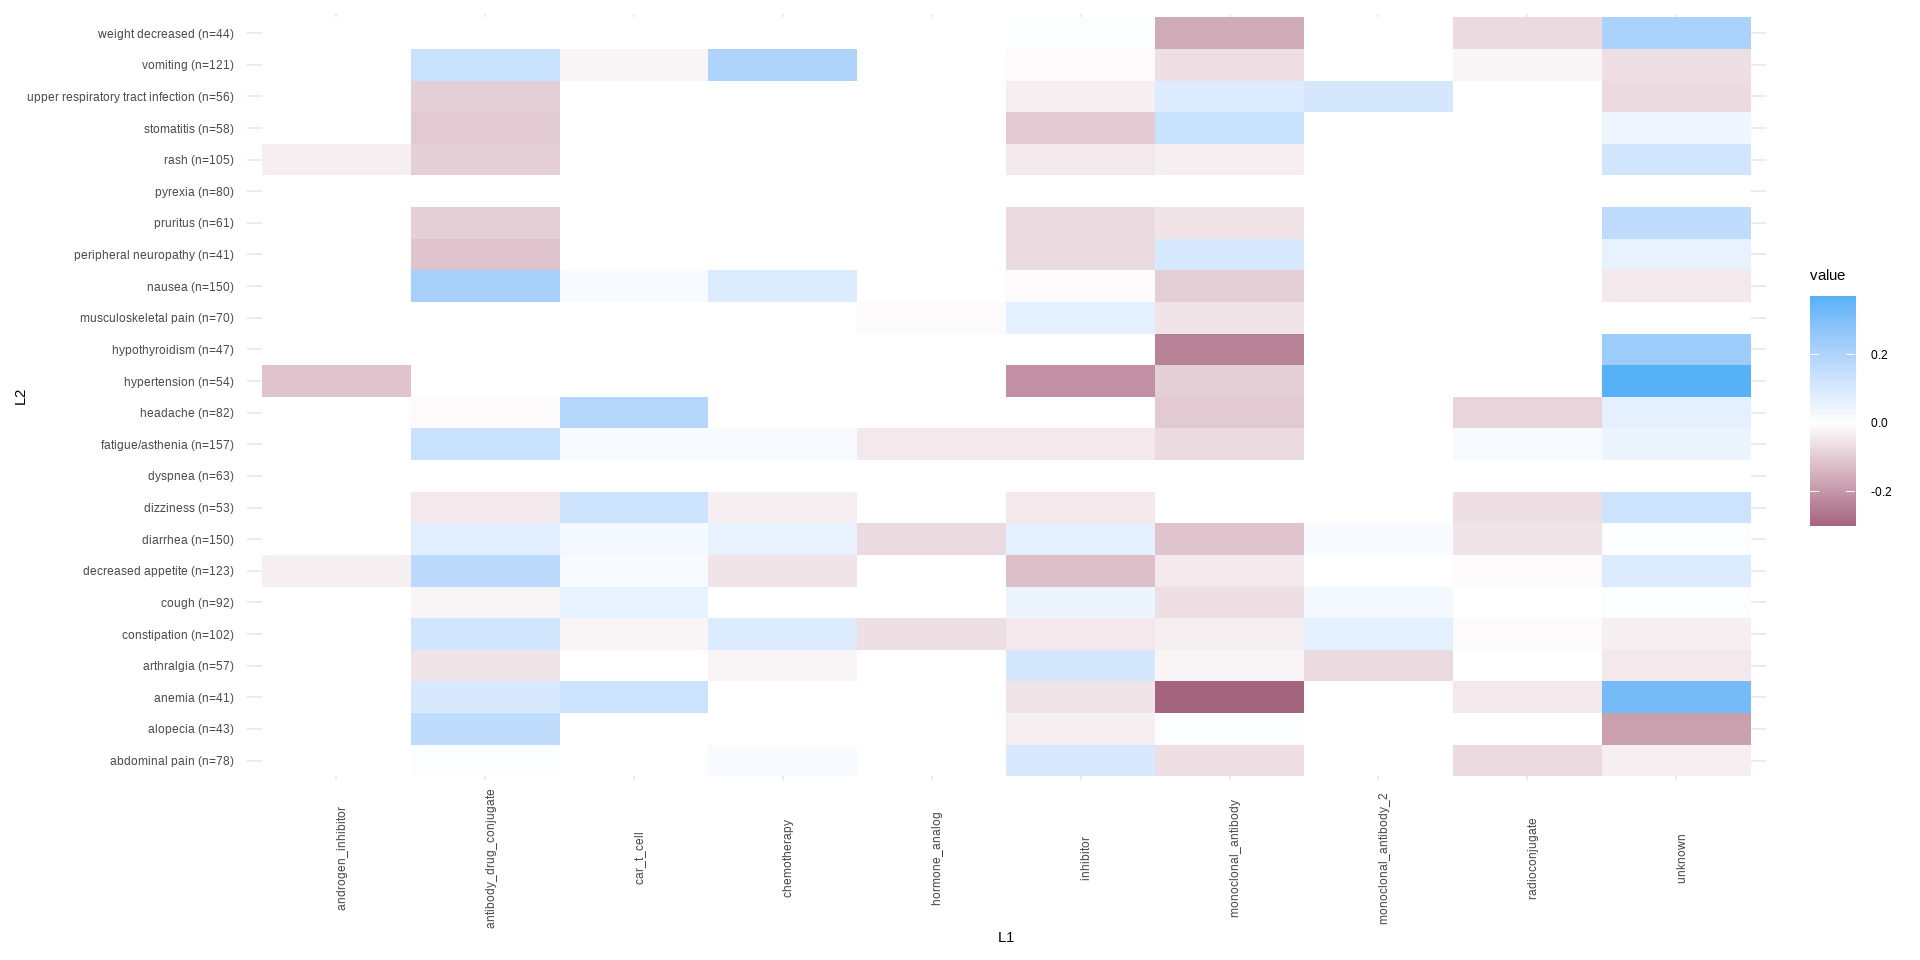 weight decreased (n=44)
vomiting (n=121)
upper respiratory tract infection (n=56)
stomatitis (n=58)
rash (n=105)
pyrexia (n=80)
pruritus (n=61)
peripheral neuropathy (n=41)
nausea (n=150)
musculoskeletal pain (n=70)
hypothyroidism (n=47)
hypertension (n=54)
headache (n=82)
fatigue/asthenia (n=157)
dyspnea (n=63)
dizziness (n=53)
diarrhea (n=150)
decreased appetite (n=123)
cough (n=92)
constipation (n=102)
arthralgia (n=57)
anemia (n=41)
alopecia (n=43)
abdominal pain (n=78)
L2
androgen_inhibitor
antibody_drug_conjugate
car_t_cell
chemotherapy
hormone_analog
inhibitor
monoclonal_antibody
monoclonal_antibody_2
radioconjugate
unknown
L1
value
0.2
0.0
-0.2